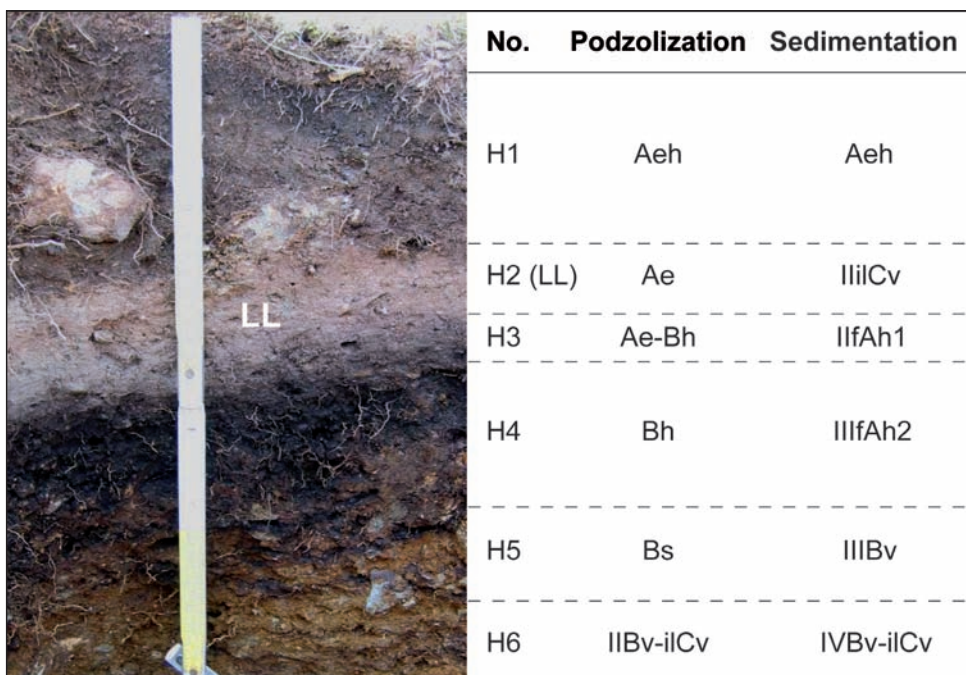 No. Podzolization Sedimentation
H1 Aeh Aeh
H2 (LL) Ae IIilCv
LL
H3 Ae-Bh IIfAh1
H4 Bh IIIfAh2
H5 Bs IIIBv
H6 IIBv-ilCv IVBv-ilCv